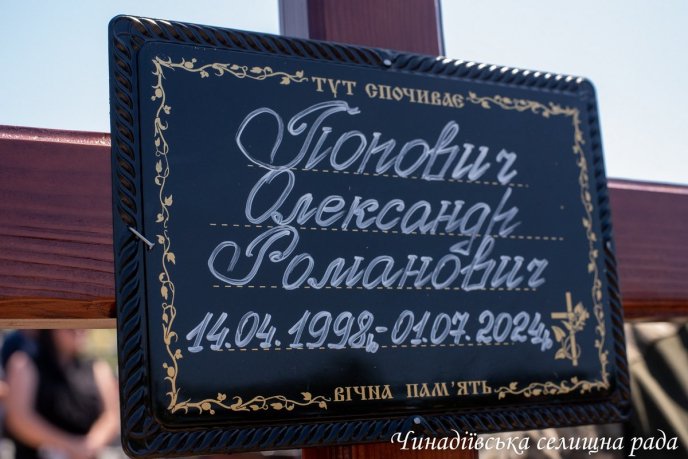 ТУТ СПОЧИВАЄ
Попович
Олександр
Романович
14.04.1998р.-01.07.2024р.
ВІЧНА ПАМ'ЯТЬ
Чинадіївська селищна рада